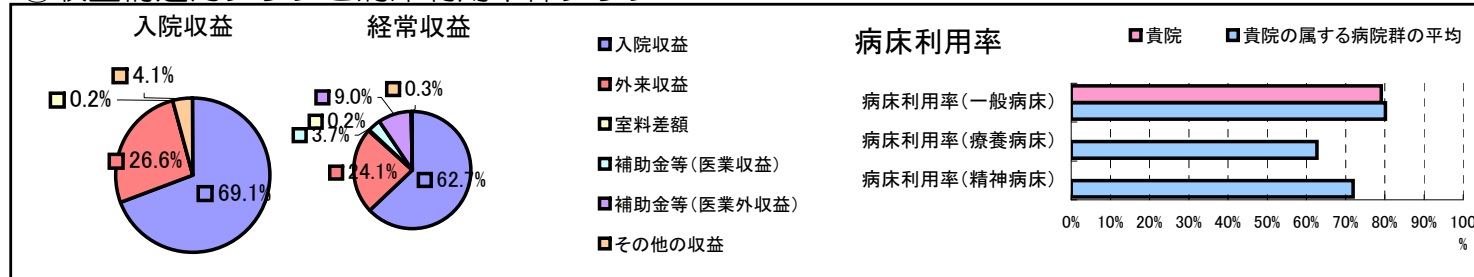 入院収益
4.1%
0.2%
26.6%
69.1%
経常収益
0.3%
9.0%
0.2%
3.7%
24.1%
62.7%
入院収益
外来収益
室料差額
補助金等(医業収益)
補助金等(医業外収益)
その他の収益
病床利用率
貴院 貴院の属する病院群の平均
病床利用率(一般病床)
病床利用率(療養病床)
病床利用率(精神病床)
0% 10% 20% 30% 40% 50% 60% 70% 80% 90% 100
%